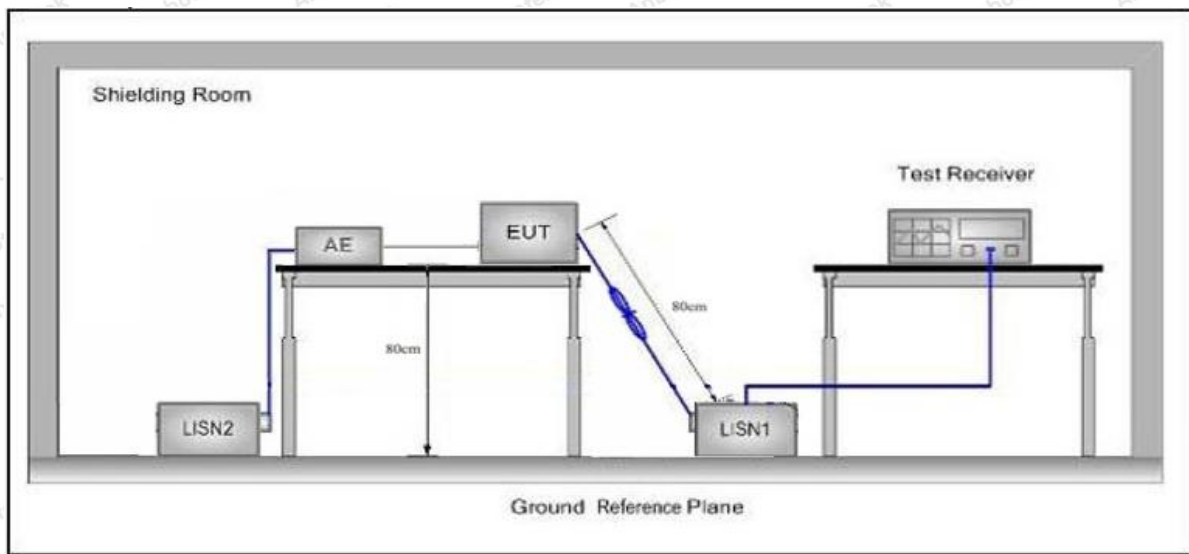 Shielding Room
Test Receiver
AE
EUT
80cm
80cm
LISN2
LISN1
Ground Reference Plane